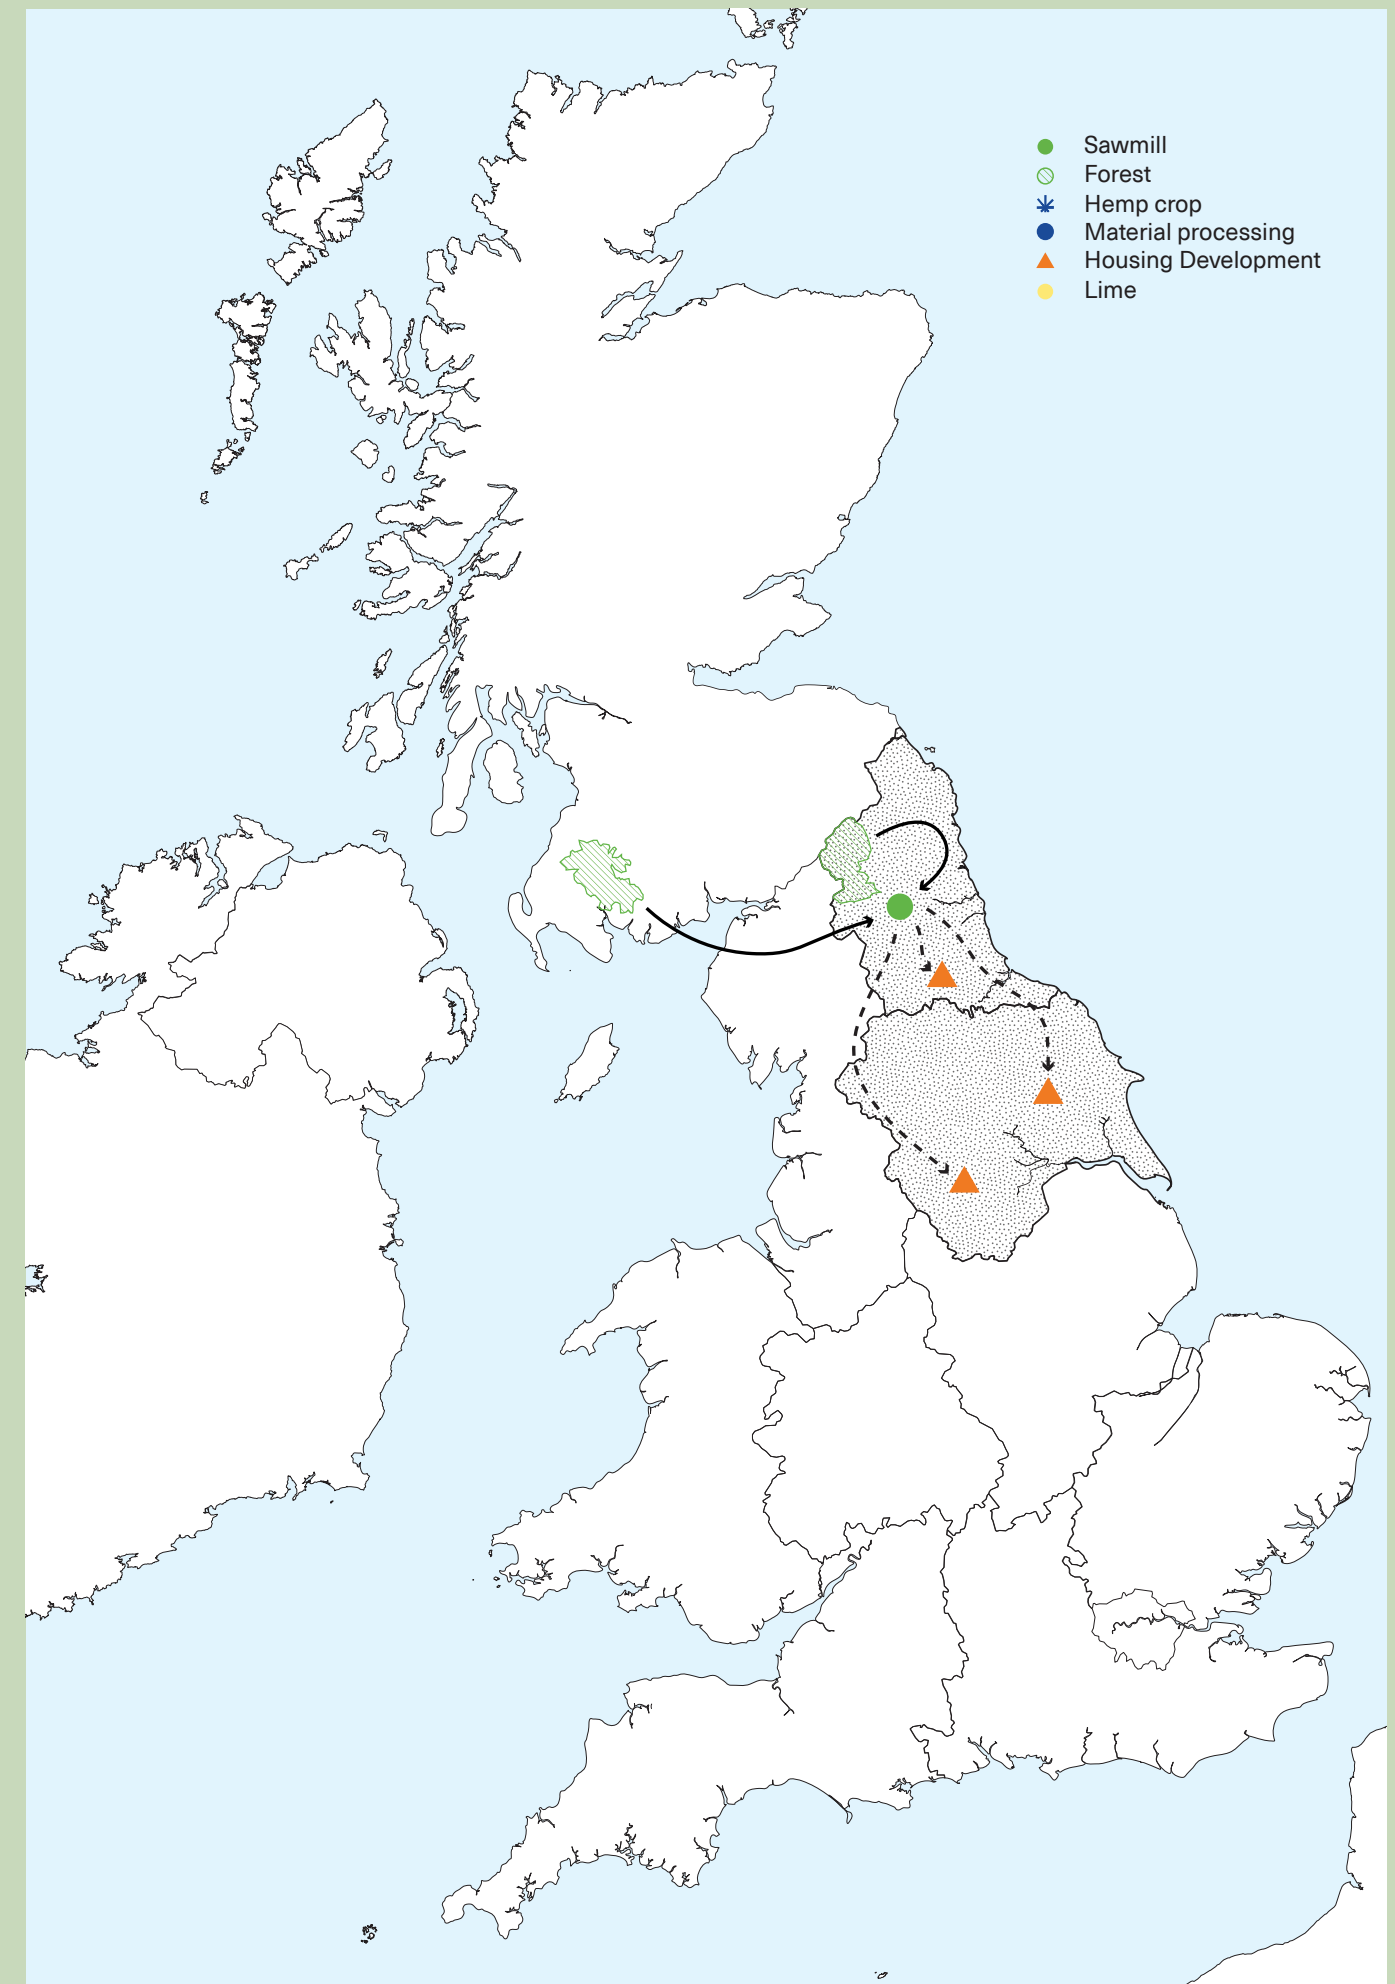 Sawmill
Forest
Hemp crop
Material processing
Housing Development
Lime